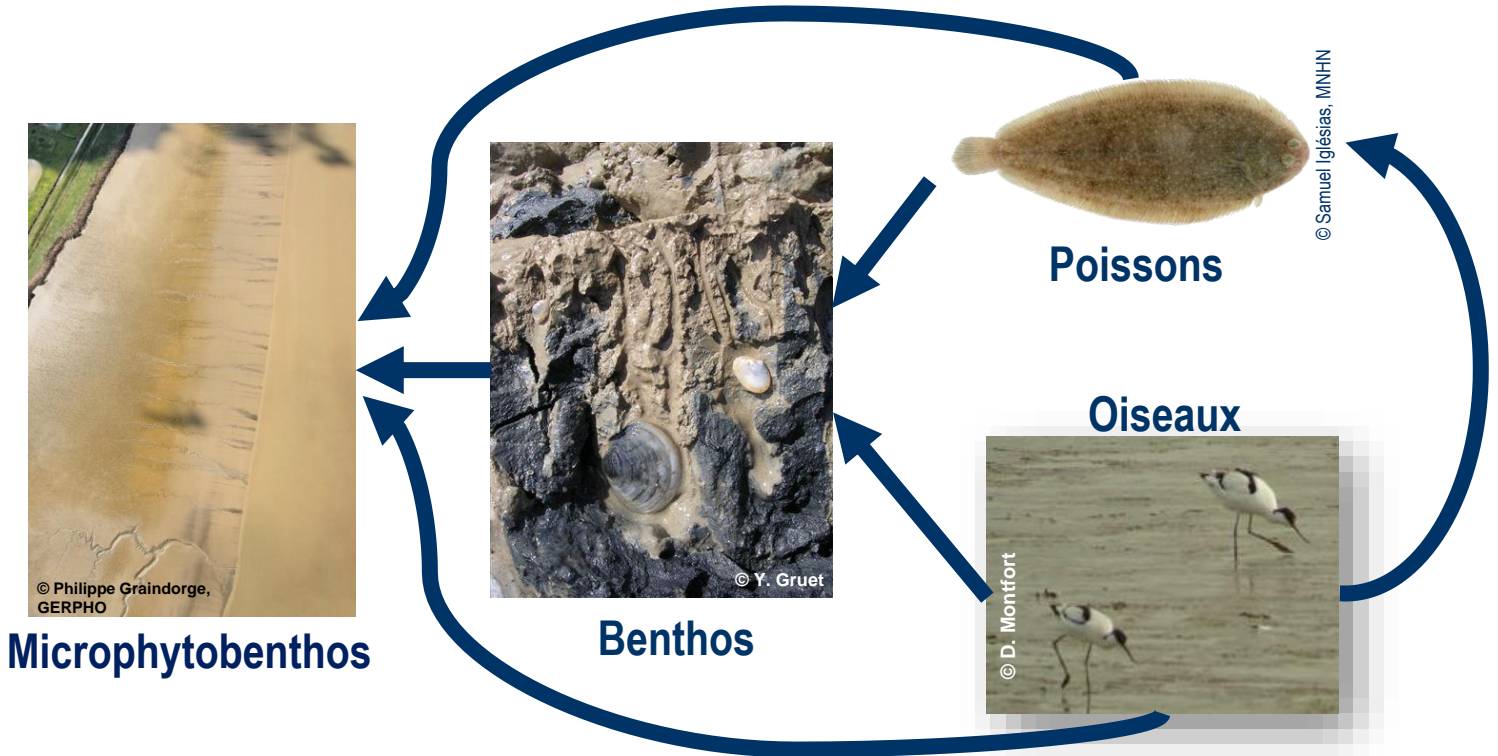 © Samuel Iglésias, MNHN
Poissons
Oiseaux
© Philippe Graindorge,
GERPHO
Microphytobenthos
© Y. Gruet
Benthos
© D. Montfort